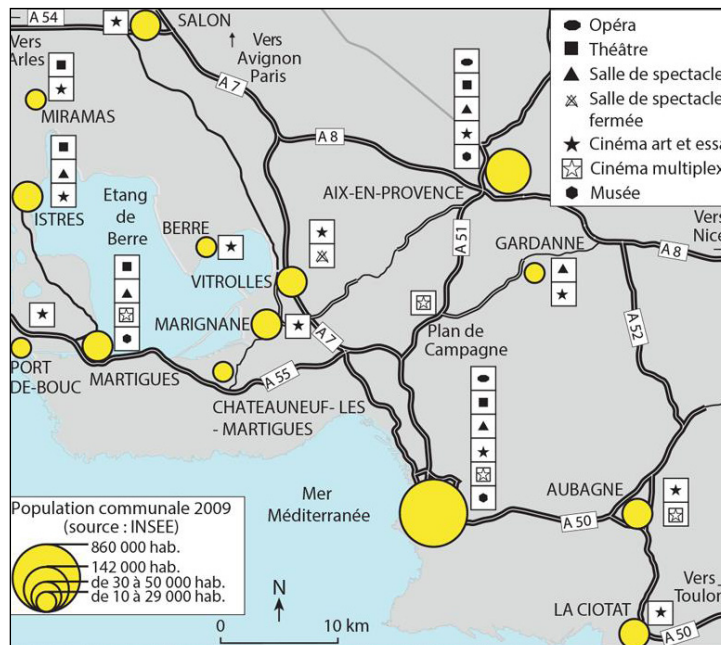 A 54
SALON
Vers
Arles
Vers
Avignon
Paris
A 7
MIRAMAS
A 8
Opéra
Théâtre
Salle de spectacle
Salle de spectacle
fermée
Cinéma art et essa
Cinéma multiplex
Musée
AIX-EN-PROVENCE
ISTRES
Etang
de
Berre
BERRE
VITROLLES
A 51
GARDANNE
Vers
Nice
A 8
MARIGNANE
A 7
Plan de
Campagne
A 52
PORT
DE-BOUC
MARTIGUES
A 55
CHATEAUNEUF- LES
- MARTIGUES
Mer
Méditerranée
AUBAGNE
A 50
Population communale 2009
(source : INSEE)
860 000 hab.
142 000 hab.
de 30 à 50 000 hab.
de 10 à 29 000 hab.
N
0
10 km
Vers
Toulon
LA CIOTAT
A 50